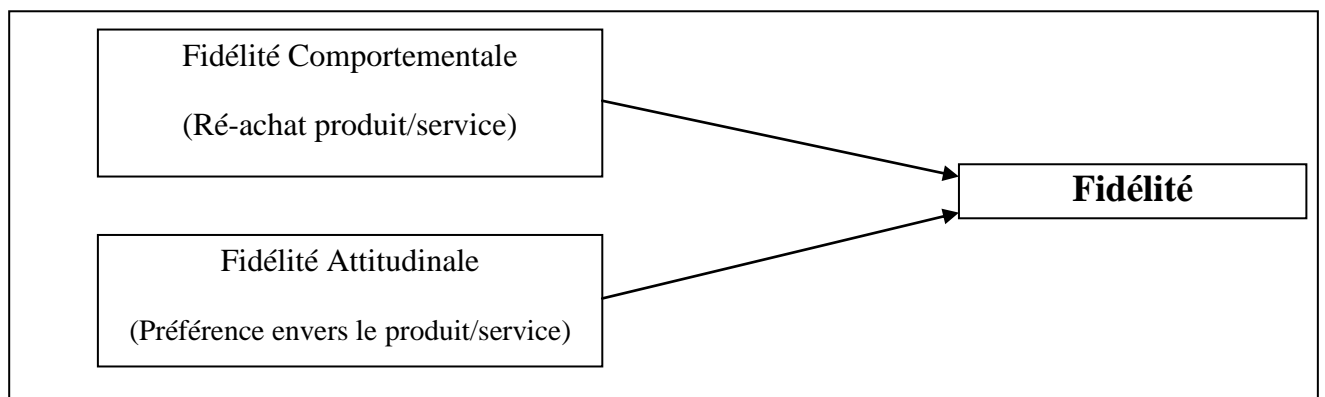 Fidélité Comportementale
(Ré-achat produit/service)
Fidélité
Fidélité Attitudinale
(Préférence envers le produit/service)